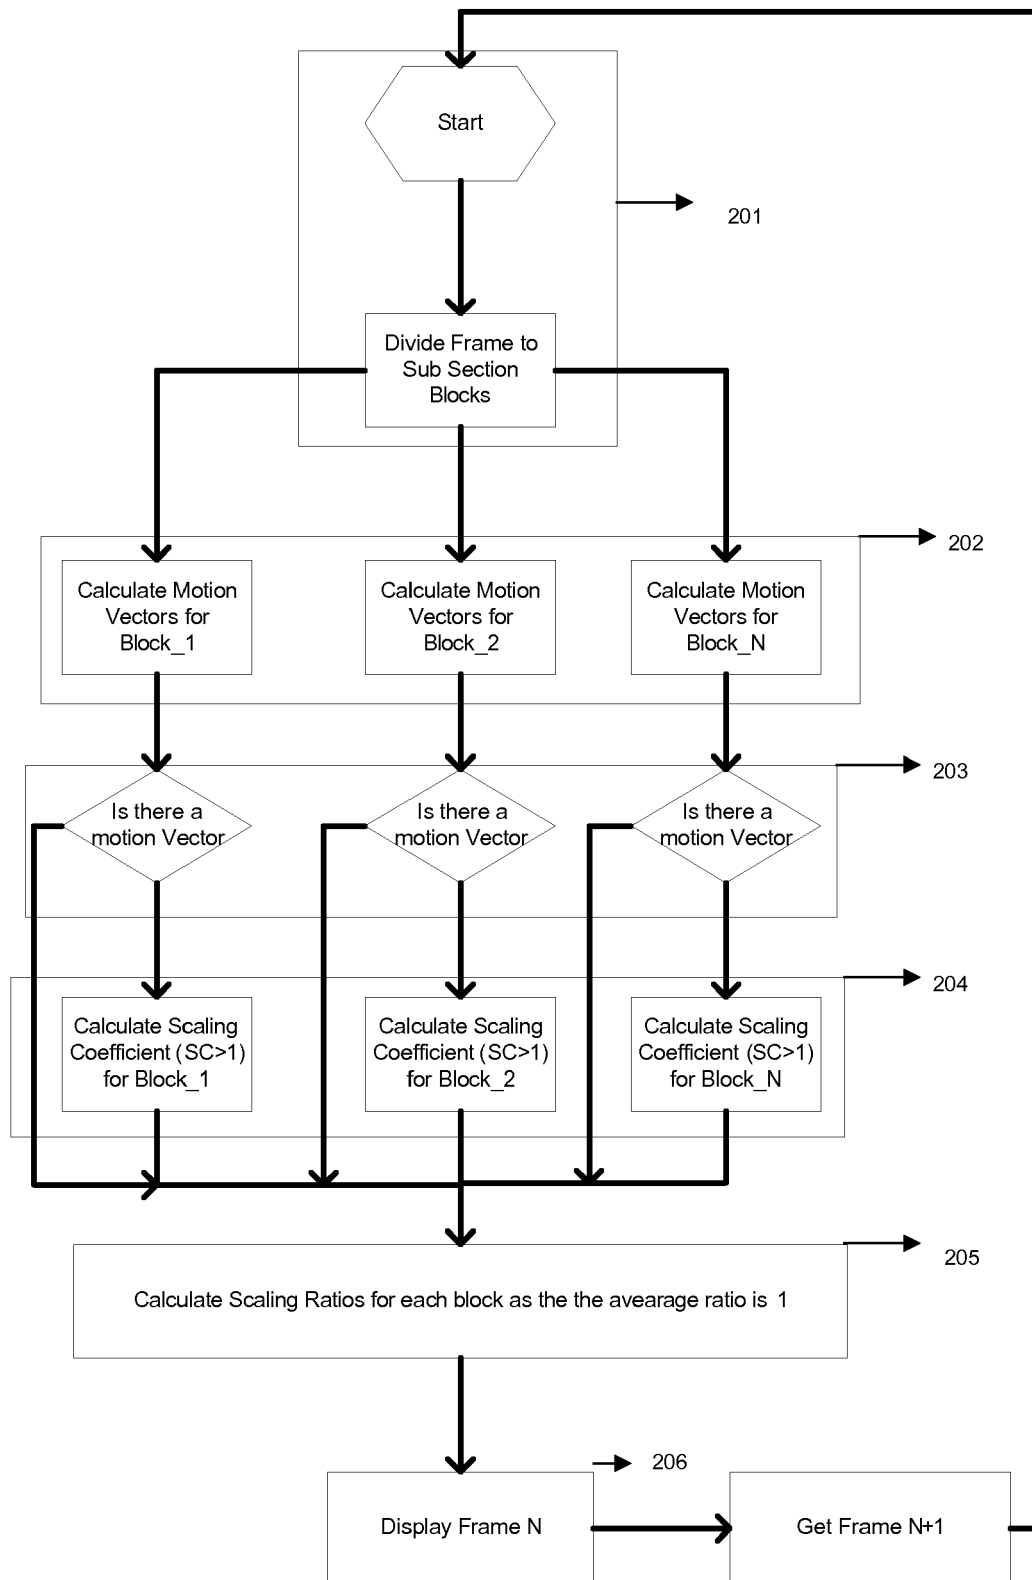 Start
201
Divide Frame to
Sub Section
Blocks
202
Calculate Motion
Vectors for
Block_1
Calculate Motion
Vectors for
Block_2
Calculate Motion
Vectors for
Block_N
203
Is there a
motion Vector
Is there a
motion Vector
Is there a
motion Vector
204
Calculate Scaling
Coefficient (SC>1)
for Block_1
Calculate Scaling
Coefficient (SC>1)
for Block_2
Calculate Scaling
Coefficient (SC>1)
for Block_N
205
Calculate Scaling Ratios for each block as the the avearage ratio is 1
206
Display Frame N
Get Frame N+1